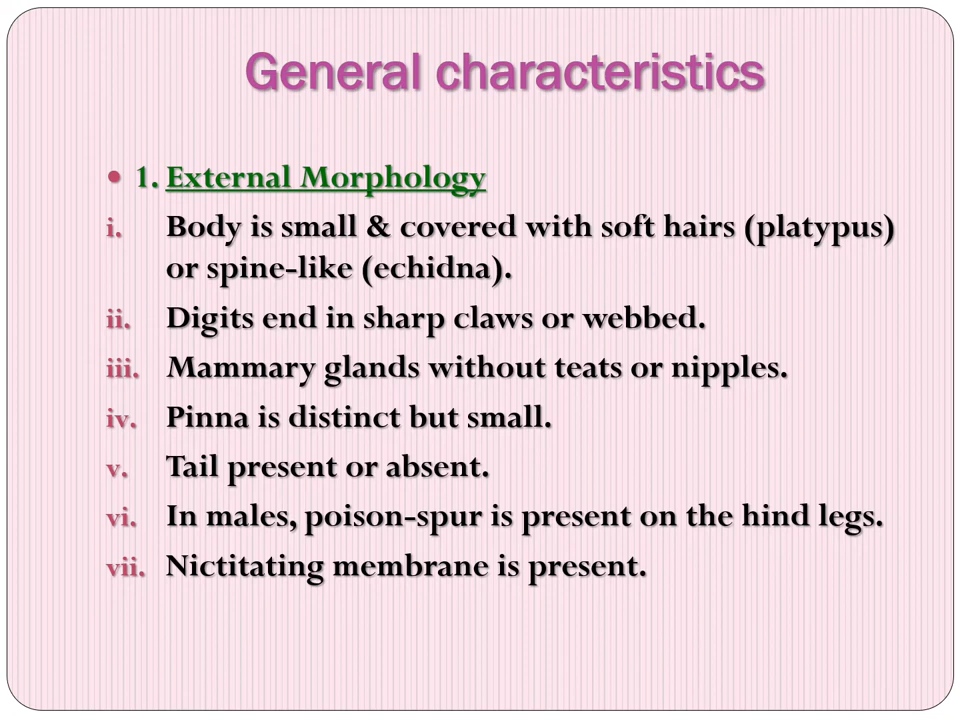 General characteristics
• 1. External Morphology
i. Body is small & covered with soft hairs (platypus)
or spine-like (echidna).
ii. Digits end in sharp claws or webbed.
iii. Mammary glands without teats or nipples.
iv. Pinna is distinct but small.
v. Tail present or absent.
vi. In males, poison-spur is present on the hind legs.
vii. Nictitating membrane is present.